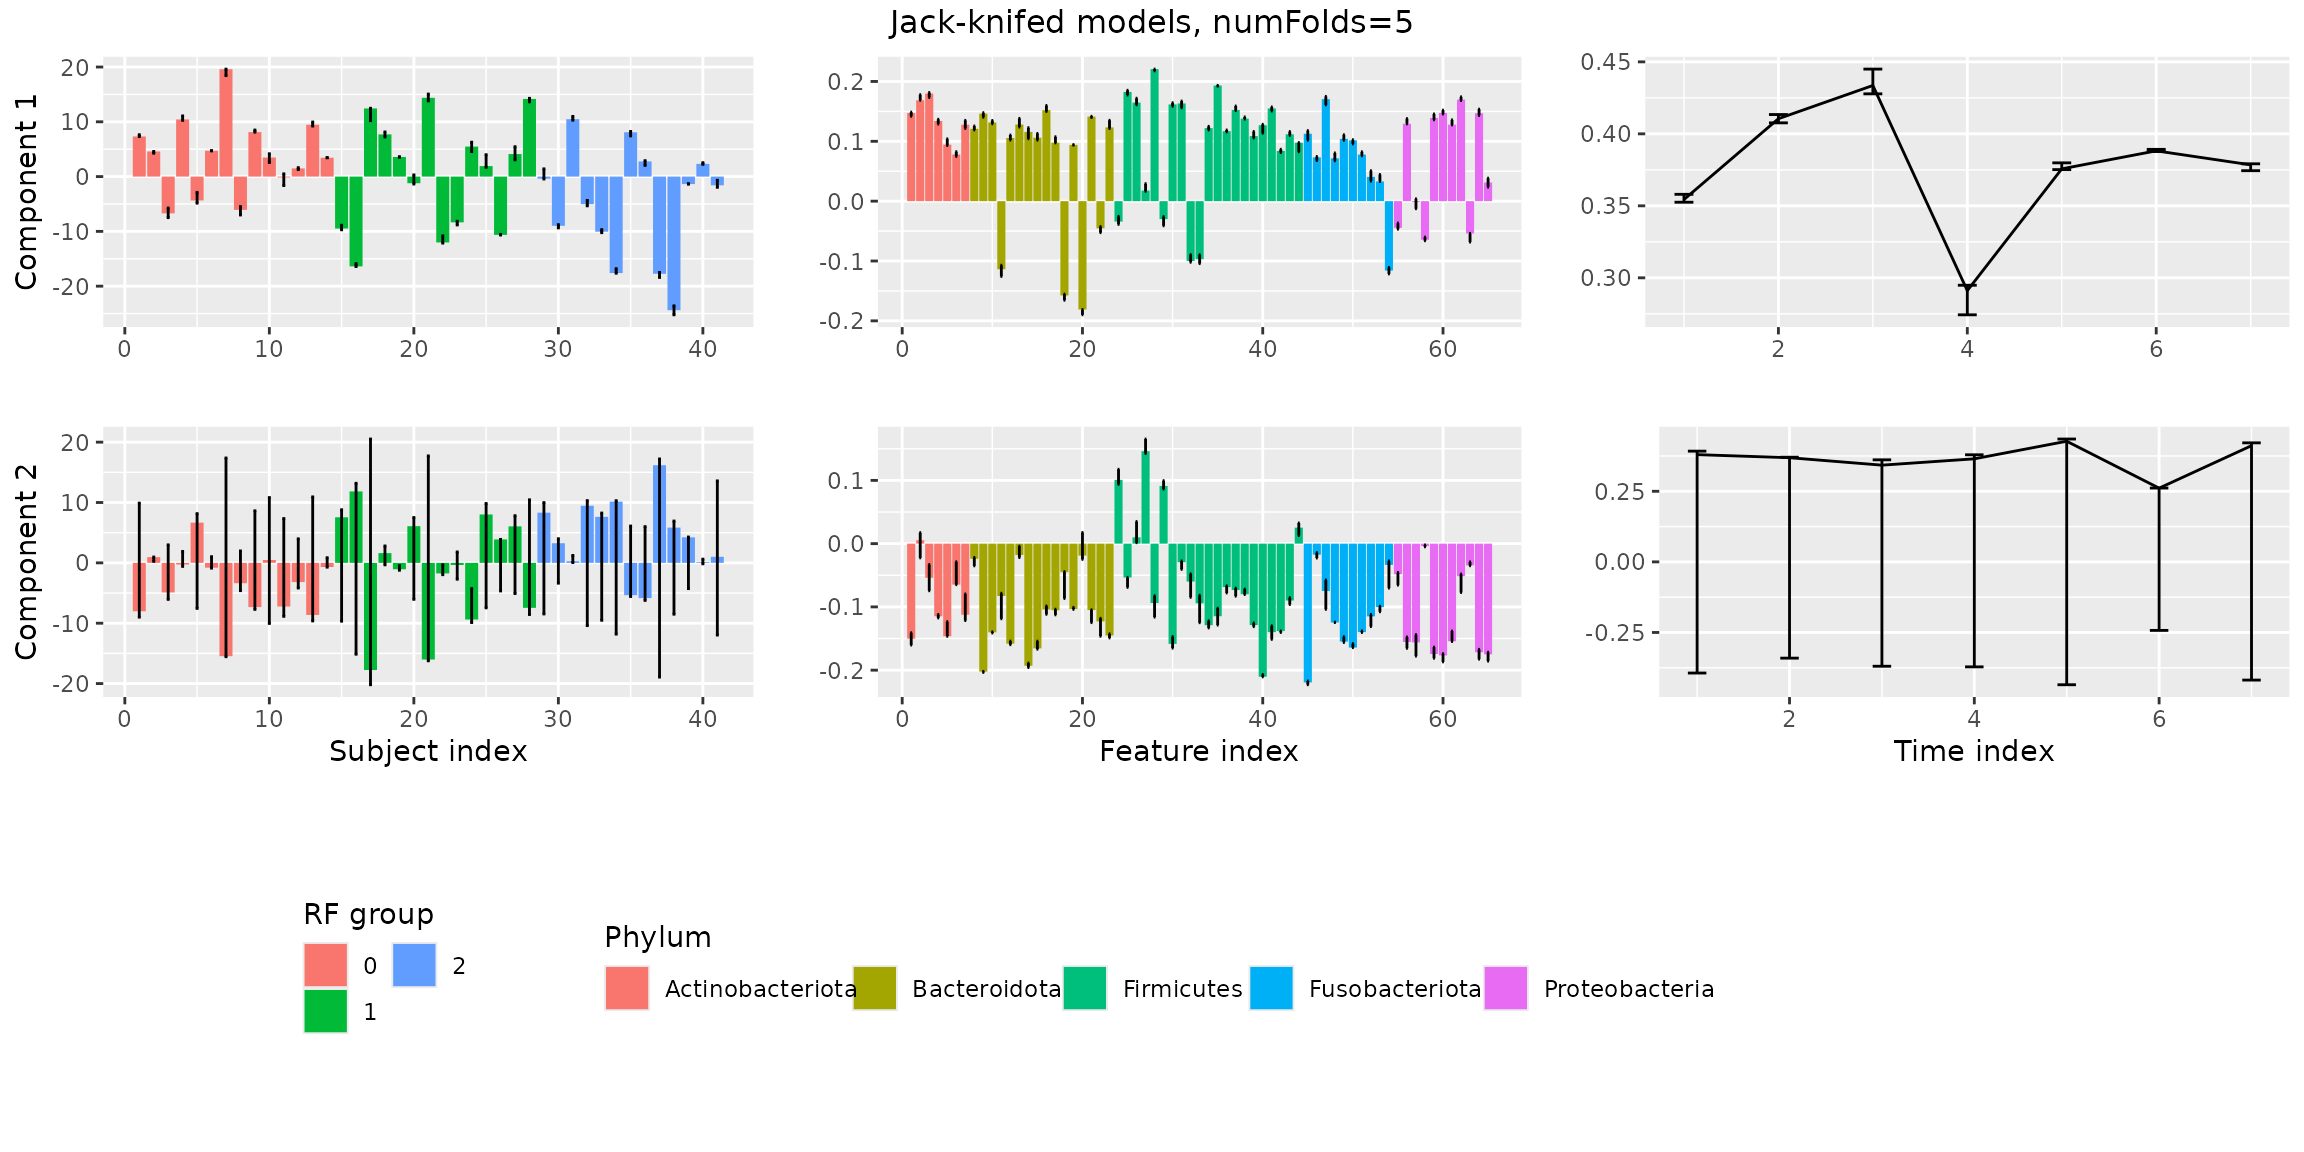 Jack-knifed models, numFolds=5
Component 1
20
10
0
-10
-20
0 10 20 30 40
0.2
0.1
0.0
-0.1
-0.2
0 20 40 60
0.45
0.40
0.35
0.30
2 4 6
Component 2
20
10
0
-10
-20
0 10 20 30 40
Subject index
0.1
0.0
-0.1
-0.2
0 20 40 60
Feature index
0.25
0.00
-0.25
2 4 6
Time index
RF group
0 2
1
Phylum
Actinobacteriota Bacteroidota Firmicutes Fusobacteriota Proteobacteria